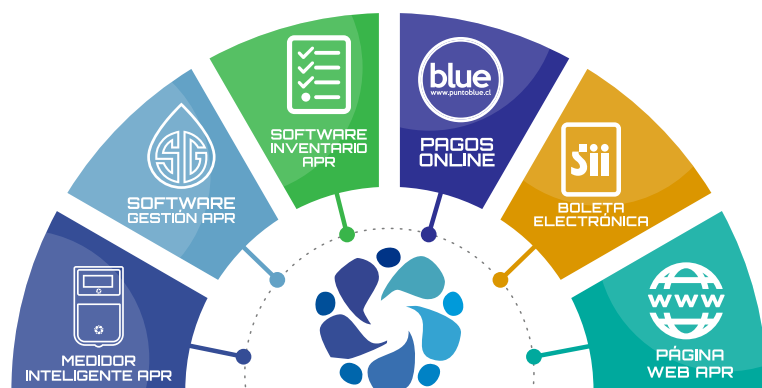 MEDIDOR
INTELIGENTE APR
SG
SOFTWARE
GESTIÓN APR
SOFTWARE
INVENTARIO
APR
blue
www.puntoblue.cl
PAGOS
ONLINE
Sii
BOLETA
ELECTRÓNICA
WWW
PÁGINA
WEB APR